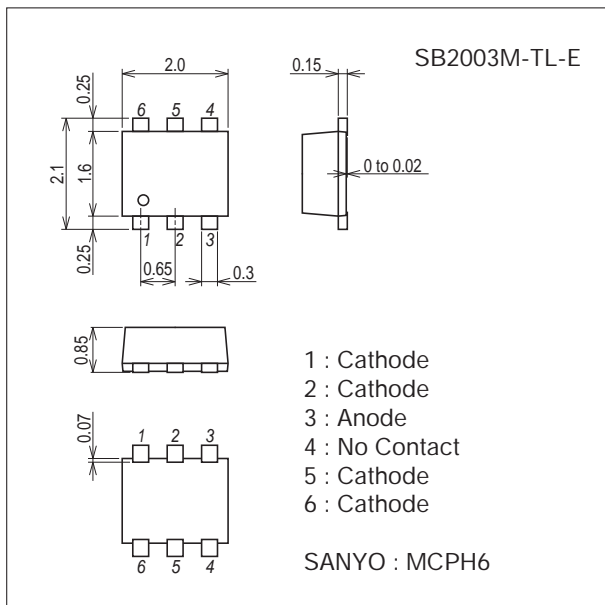 SB2003M-TL-E
2.0
0.15
0.25
6 5 4
2.1
1.6
0 to 0.02
0.25
1 2 3
0.65
0.3
0.85
1 : Cathode
2 : Cathode
3 : Anode
4 : No Contact
5 : Cathode
6 : Cathode
0.07
1 2 3
6 5 4
SANYO : MCPH6